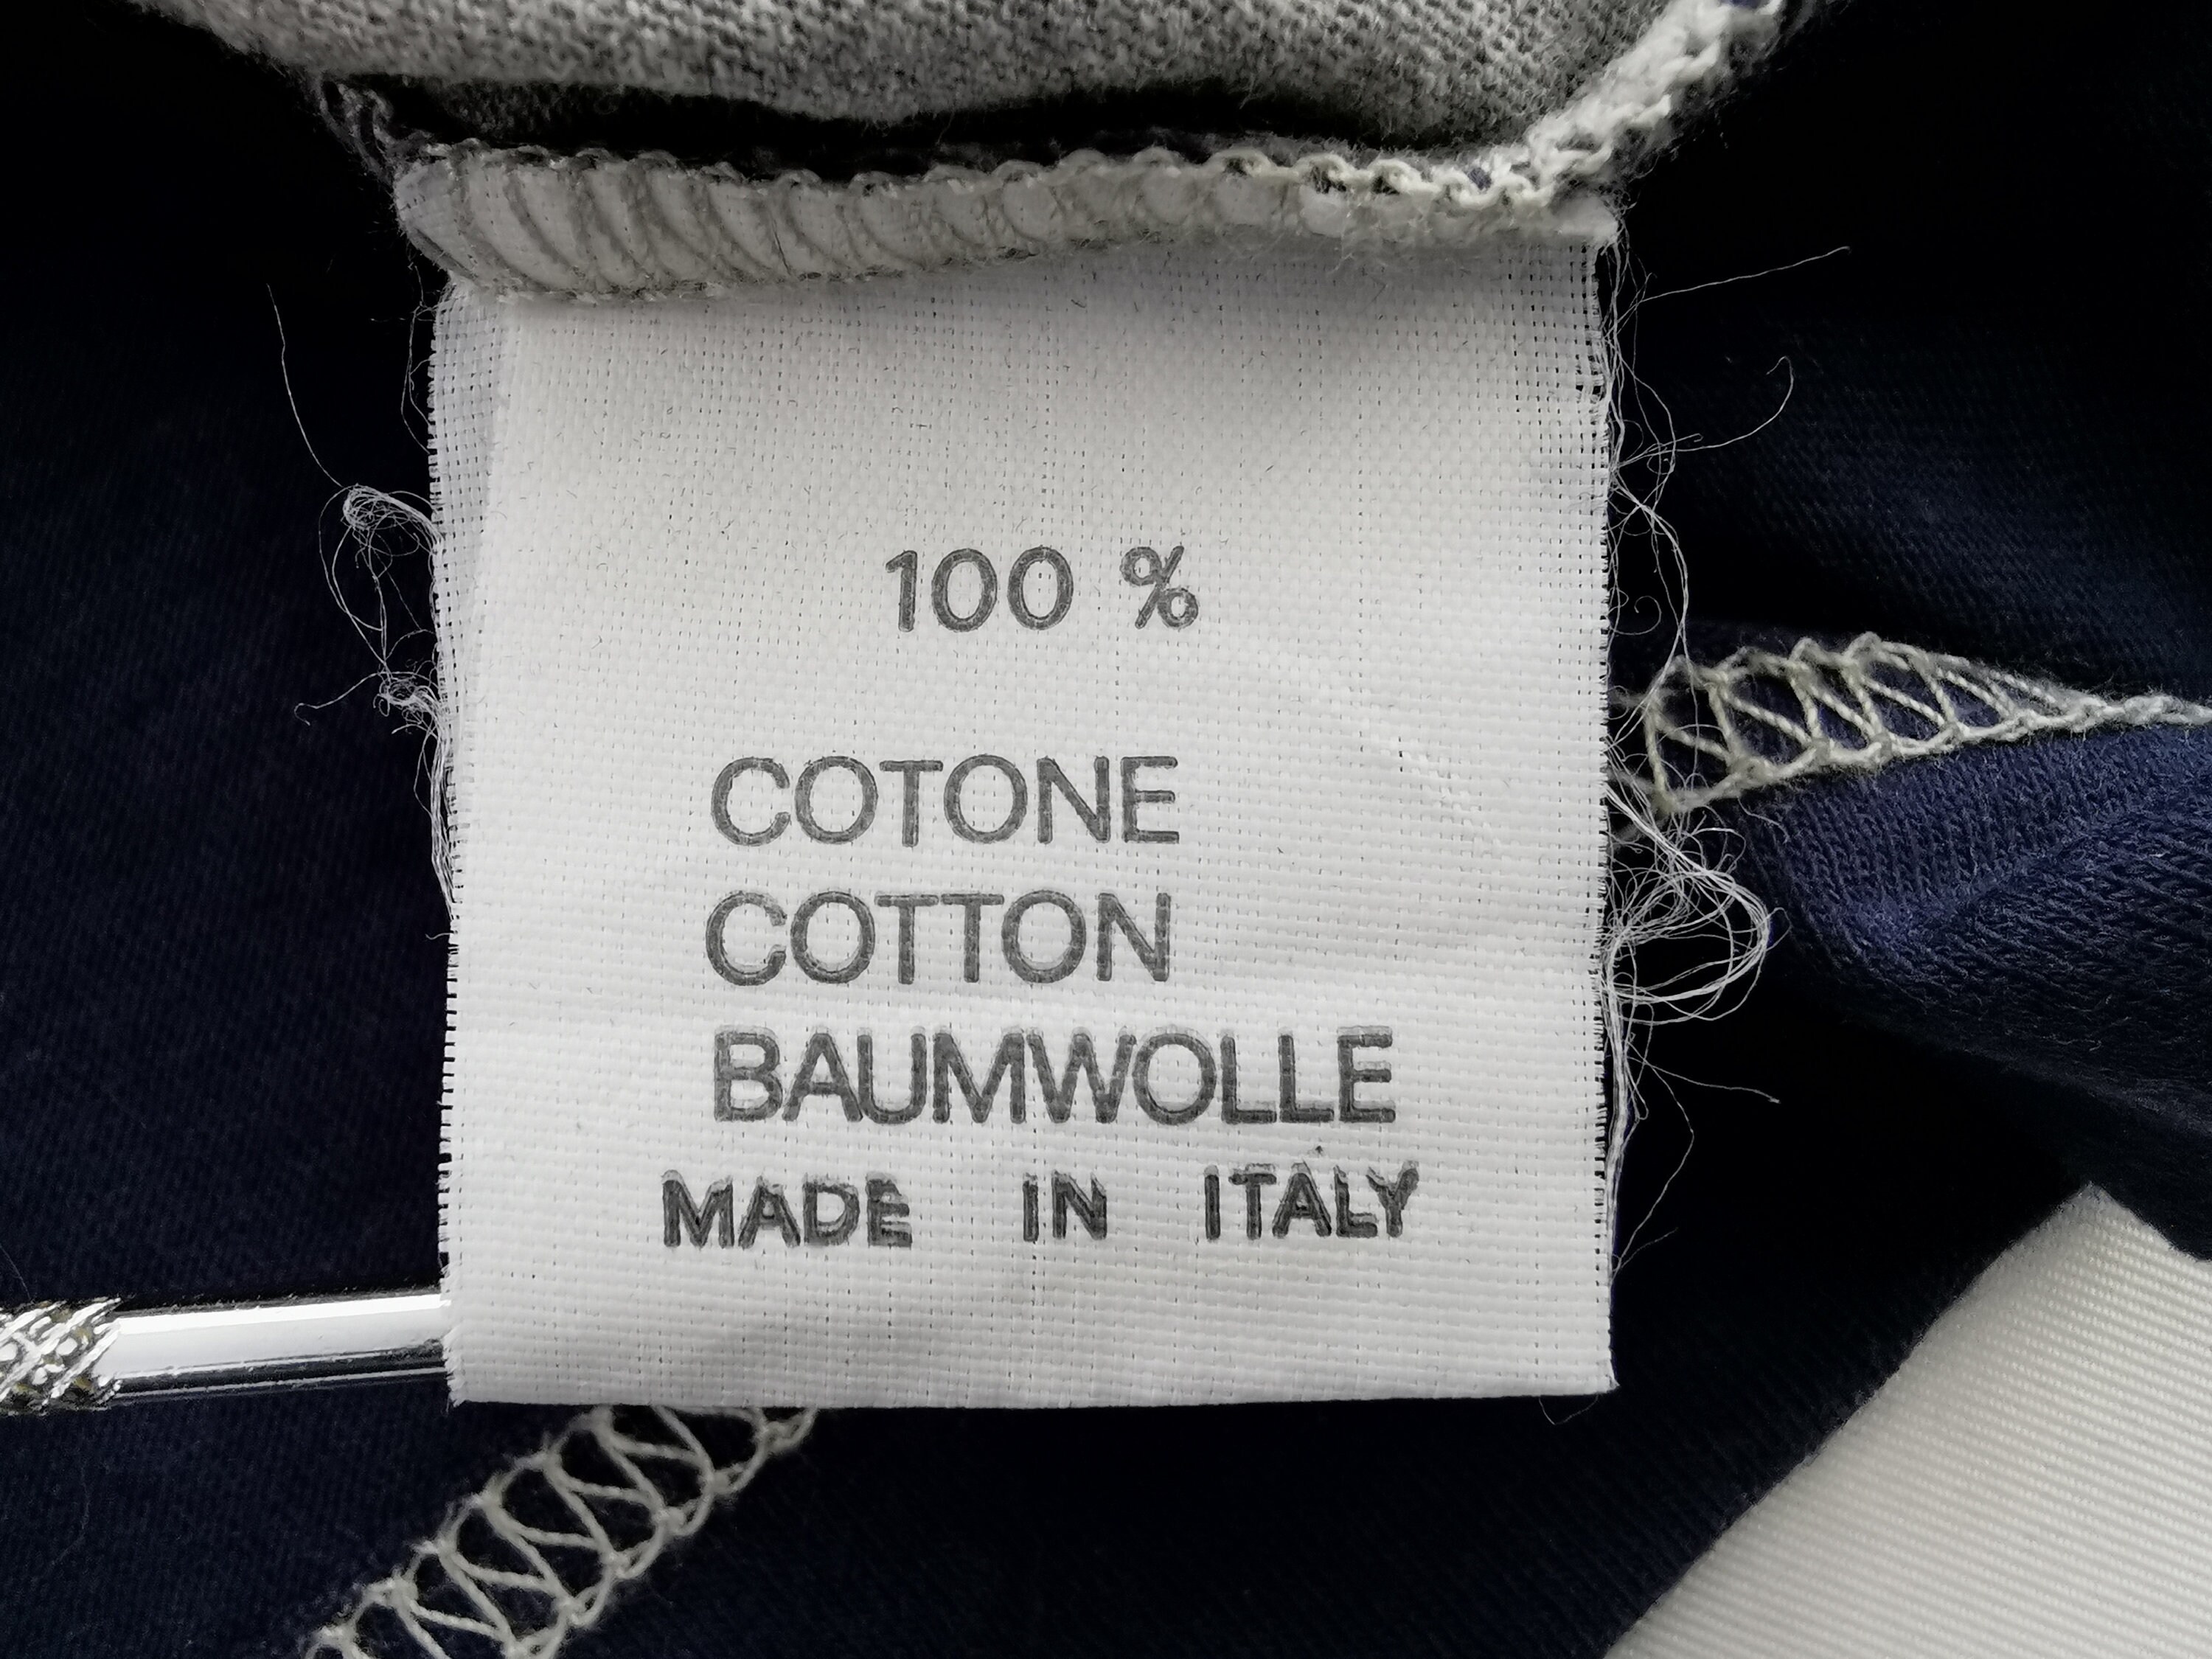 100 %
COTONE
COTTON
BAUMWOLLE
MADE IN ITALY